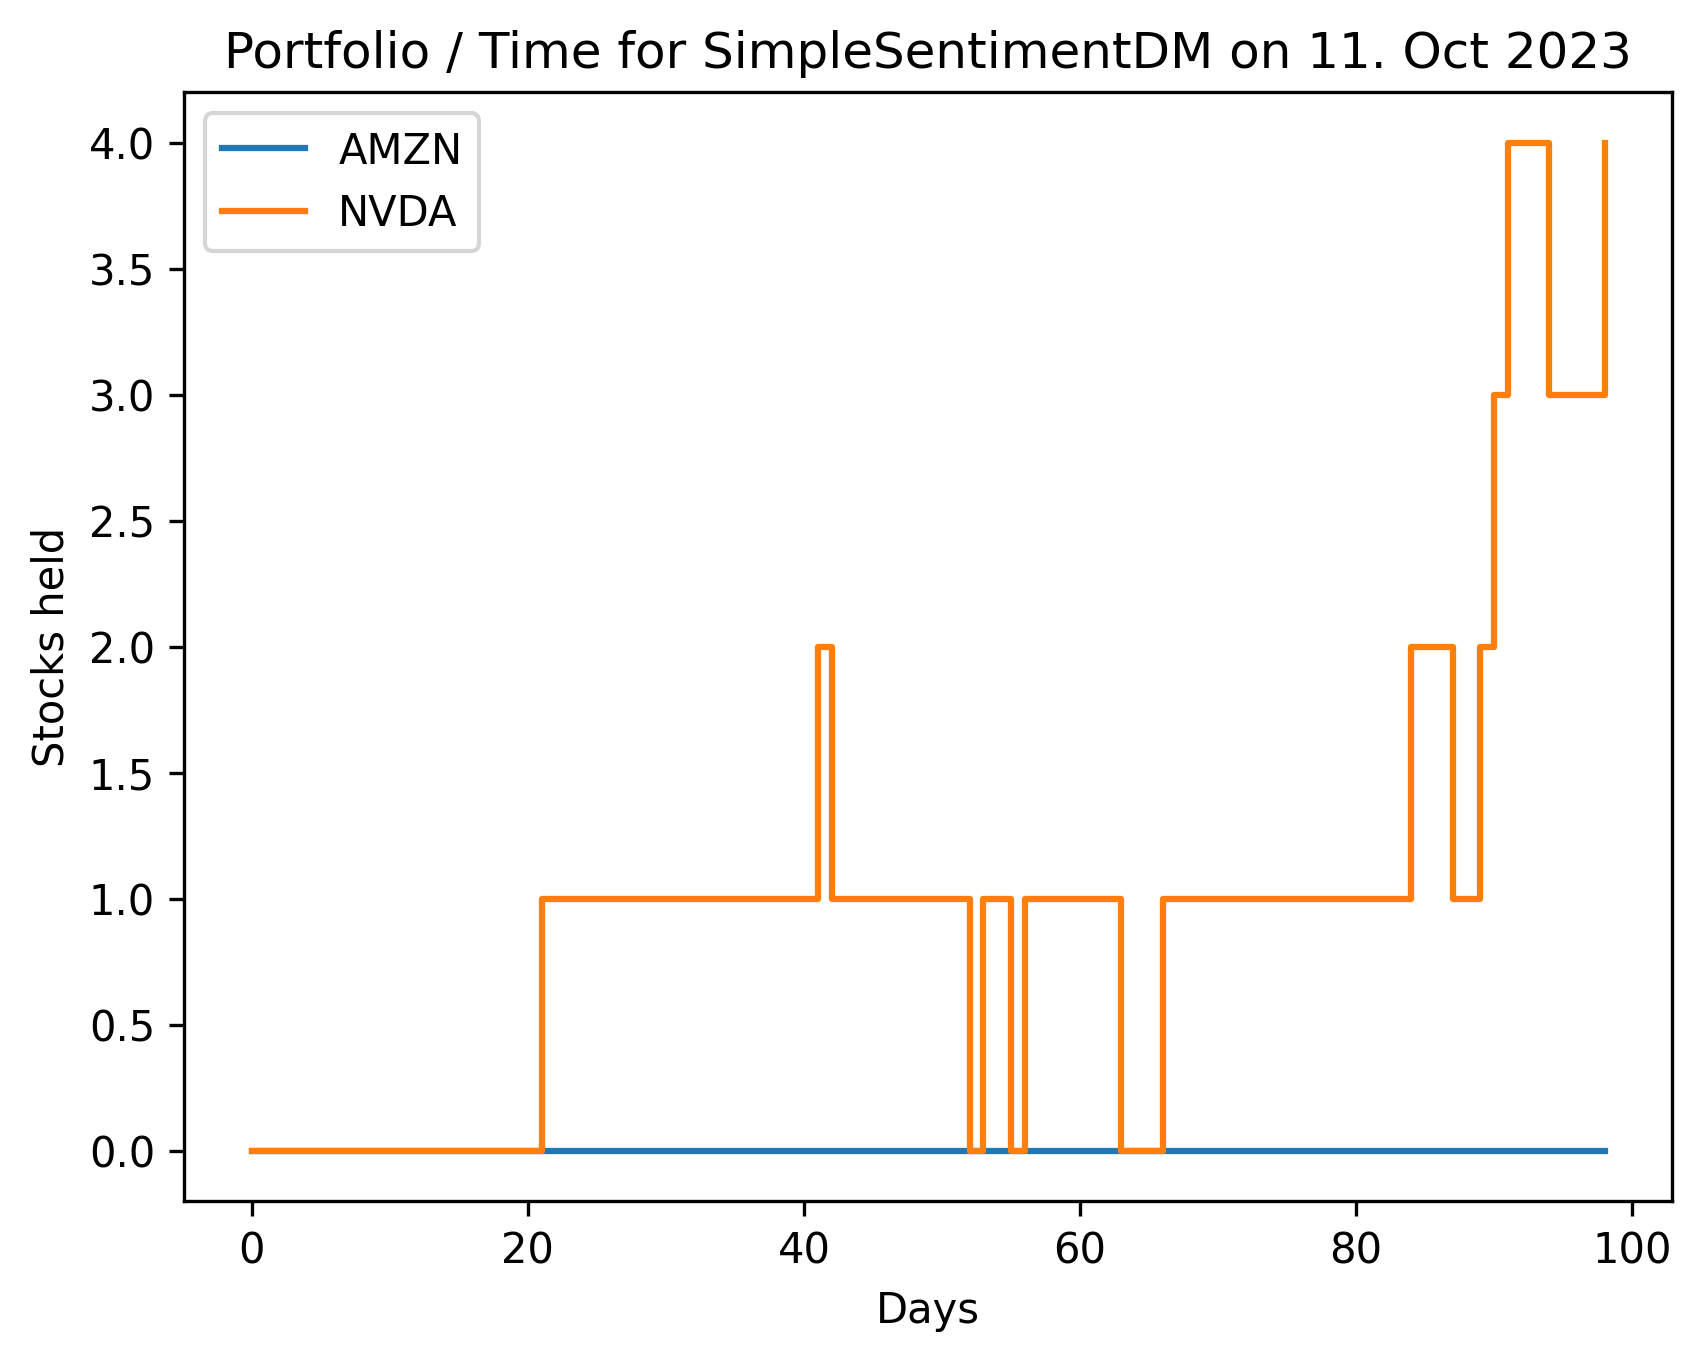 Portfolio / Time for SimpleSentimentDM on 11. Oct 2023
AMZN
NVDA
4.0
3.5
3.0
2.5
2.0
1.5
1.0
0.5
0.0
Stocks held
0 20 40 60 80 100
Days